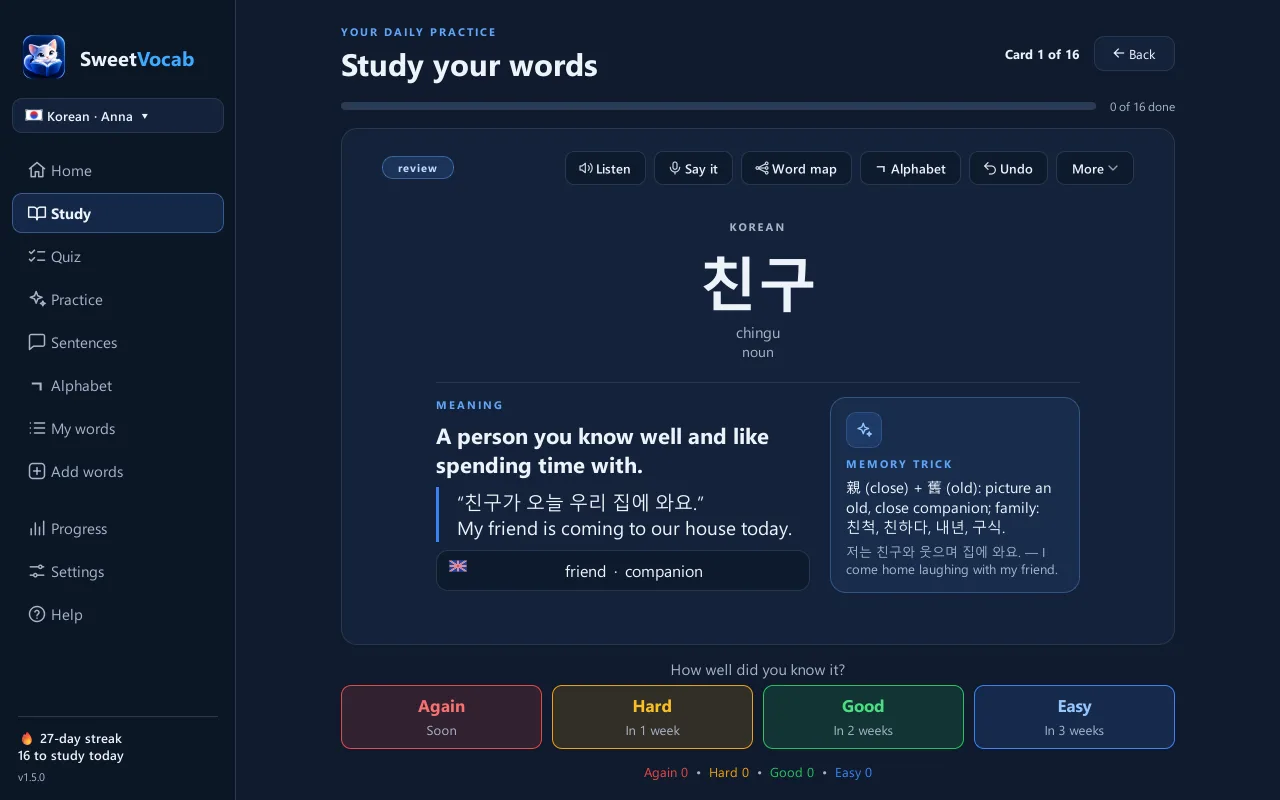 SweetVocab
Korean · Anna ▼
Home
Study
Quiz
Practice
Sentences
Alphabet
My words
Add words
Progress
Settings
Help
27-day streak
16 to study today
v1.5.0
YOUR DAILY PRACTICE
Study your words
Card 1 of 16
← Back
0 of 16 done
review
Listen
Say it
Word map
ㄱ Alphabet
Undo
More
KOREAN
친구
chingu
noun
MEANING
A person you know well and like
spending time with.
“친구가 오늘 우리 집에 와요.”
My friend is coming to our house today.
friend · companion
MEMORY TRICK
親 (close) + 舊 (old): picture an
old, close companion; family:
친척, 친하다, 내년, 구식.
저는 친구와 웃으며 집에 와요. — I
come home laughing with my friend.
How well did you know it?
Again
Soon
Hard
In 1 week
Good
In 2 weeks
Easy
In 3 weeks
Again 0 • Hard 0 • Good 0 • Easy 0